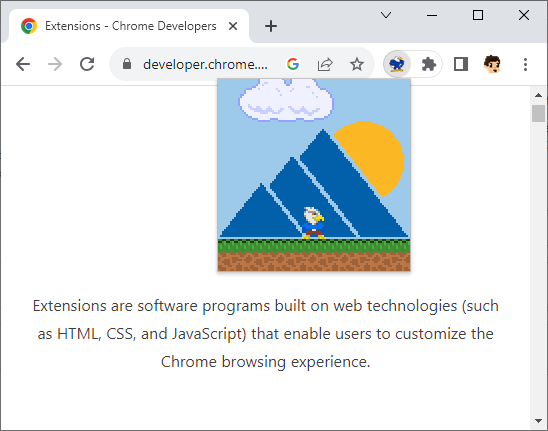 Extensions - Chrome Developers
developer.chrome....
Extensions are software programs built on web technologies (such
as HTML, CSS, and JavaScript) that enable users to customize the
Chrome browsing experience.